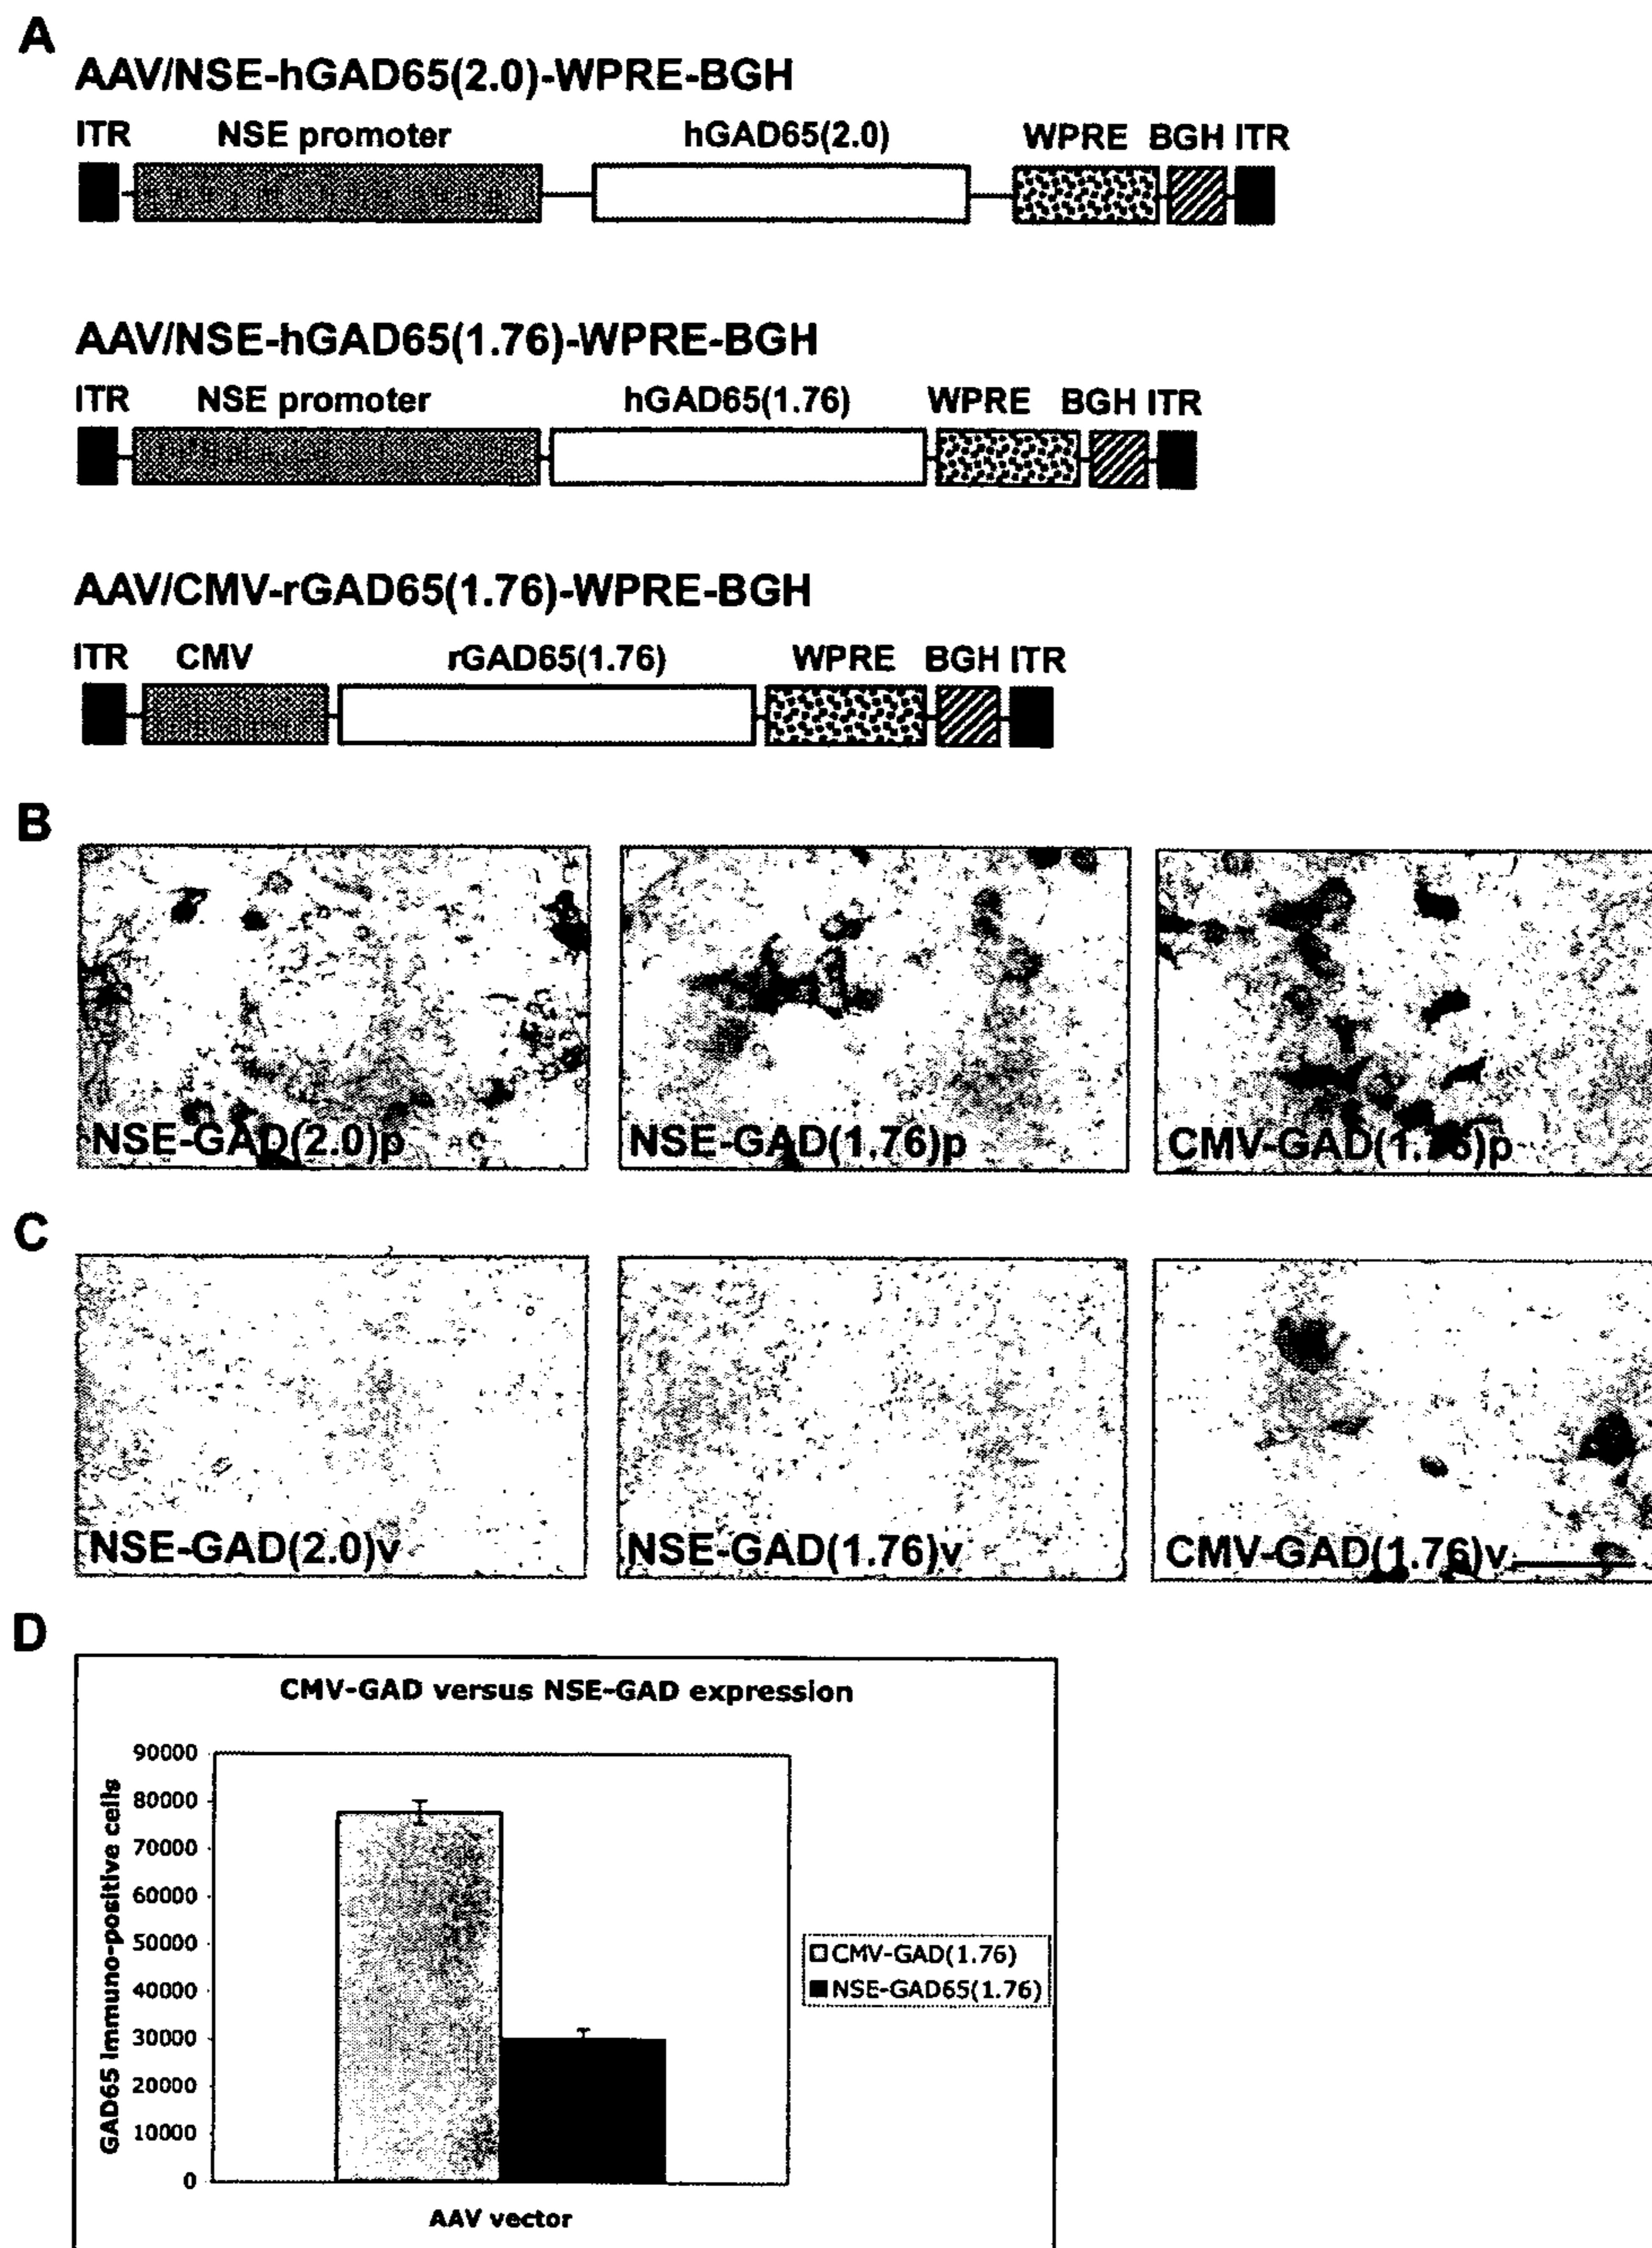 A
AAV/NSE-hGAD65(2.0)-WPRE-BGH
ITR NSE promoter hGAD65(2.0) WPRE BGH ITR
AAV/NSE-hGAD65(1.76)-WPRE-BGH
ITR NSE promoter hGAD65(1.76) WPRE BGH ITR
AAV/CMV-rGAD65(1.76)-WPRE-BGH
ITR CMV rGAD65(1.76) WPRE BGH ITR
B
NSE-GAD(2.0)p NSE-GAD(1.76)p CMV-GAD(1.76)p
C
NSE-GAD(2.0)v NSE-GAD(1.76)v CMV-GAD(1.76)v
D
CMV-GAD versus NSE-GAD expression
GAD65 immuno-positive cells
90000
80000
70000
60000
50000
40000
30000
20000
10000
0
CMV-GAD(1.76)
NSE-GAD65(1.76)
AAV vector